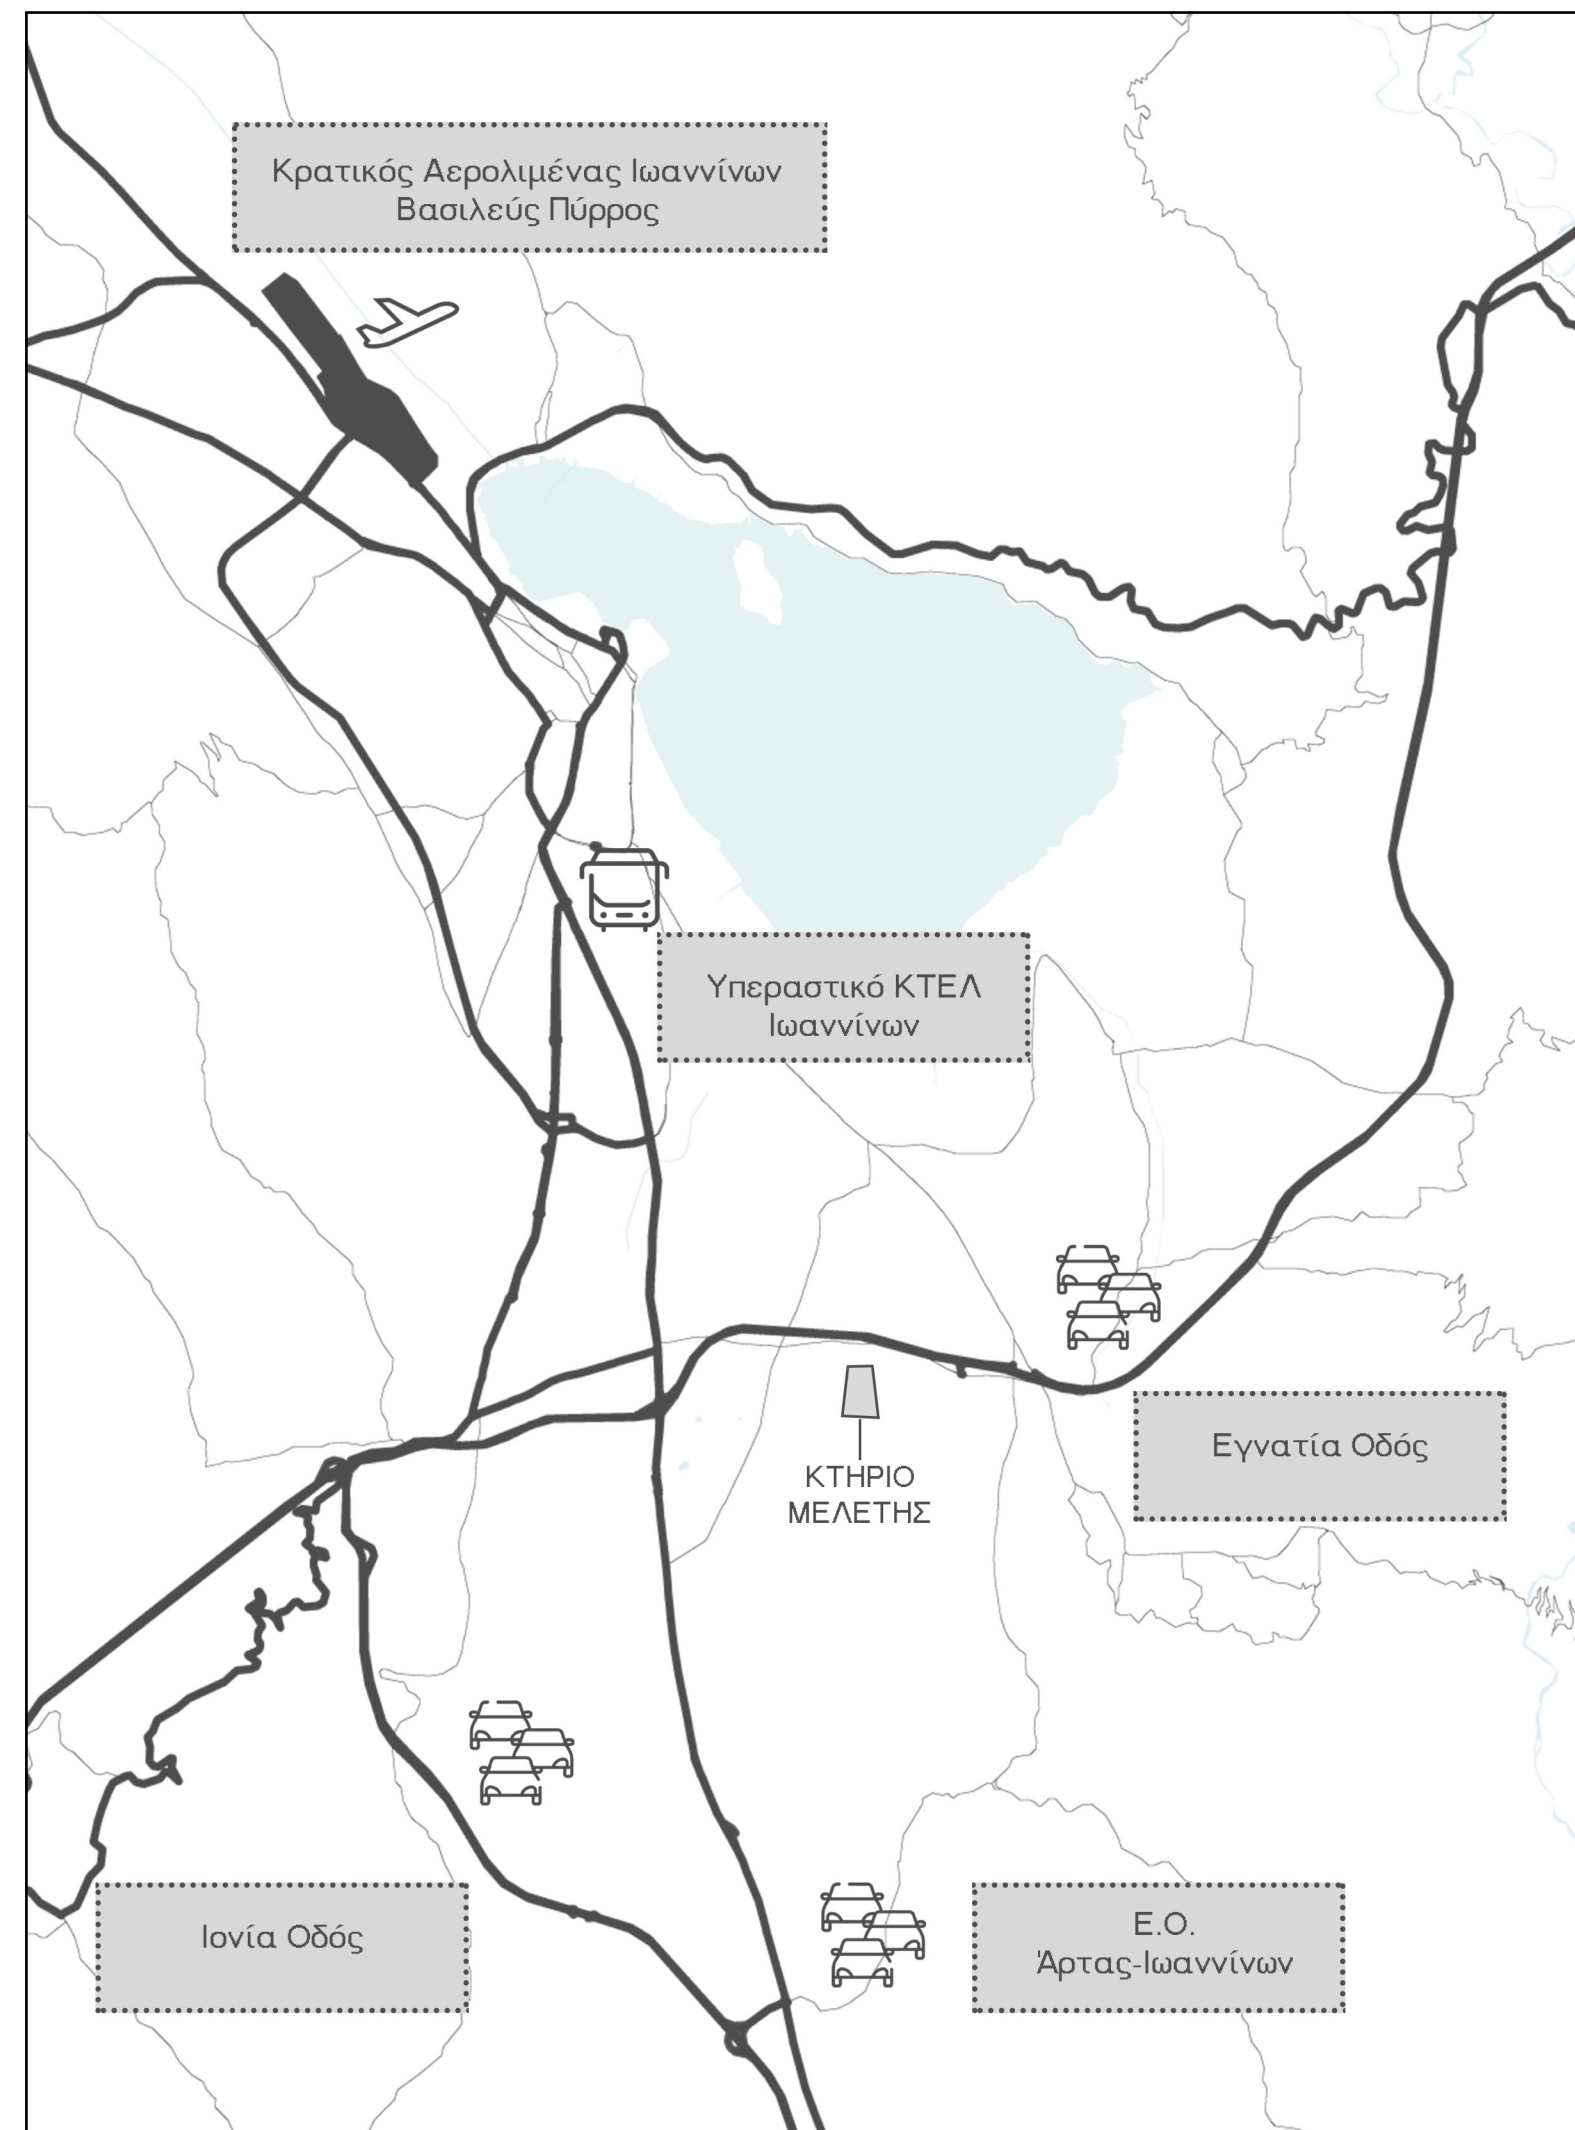 Κρατικός Αερολιμένας Ιωαννίνων
Βασιλεύς Πύρρος
Υπεραστικό ΚΤΕΛ
Ιωαννίνων
Εγνατία Οδός
ΚΤΗΡΙΟ
ΜΕΛΕΤΗΣ
Ιονία Οδός
Ε.Ο.
Άρτας-Ιωαννίνων